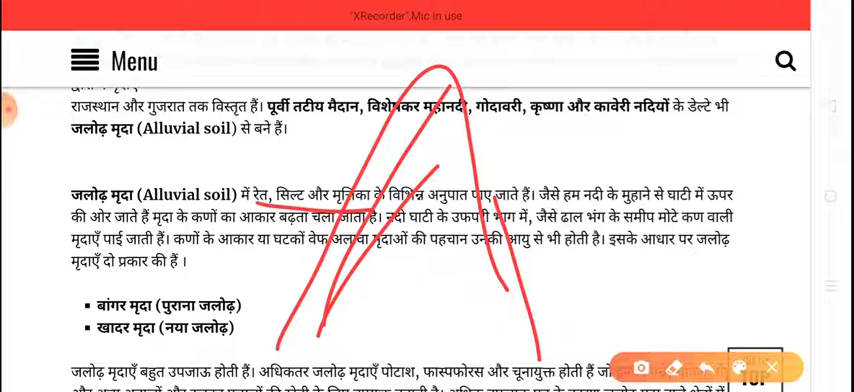 "XRecorder",Mic in use
Menu
राजस्थान और गुजरात तक विस्तृत हैं। पूर्वी तटीय मैदान, विशेषकर महानदी, गोदावरी, कृष्णा और कावेरी नदियों के डेल्टे भी
जलोढ़ मृदा (Alluvial soil) से बने हैं।
जलोढ़ मृदा (Alluvial soil) में रेत, सिल्ट और मृत्तिका के विभिन्न अनुपात पाए जाते हैं। जैसे हम नदी के मुहाने से घाटी में ऊपर
की ओर जाते हैं मृदा के कणों का आकार बढ़ता चला जाता है। नदी घाटी के उफपरी भाग में, जैसे ढाल भंग के समीप मोटे कण वाली
मृदाएँ पाई जाती हैं। कणों के आकार या घटकों वेफ अलावा मृदाओं की पहचान उनकी आयु से भी होती है। इसके आधार पर जलोढ़
मृदाएँ दो प्रकार की हैं ।
बांगर मृदा (पुराना जलोढ़)
खादर मृदा (नया जलोढ़)
जलोढ़ मृदाएँ बहुत उपजाऊ होती हैं। अधिकतर जलोढ़ मृदाएँ पोटाश, फास्पफोरस और चूनायुक्त होती हैं